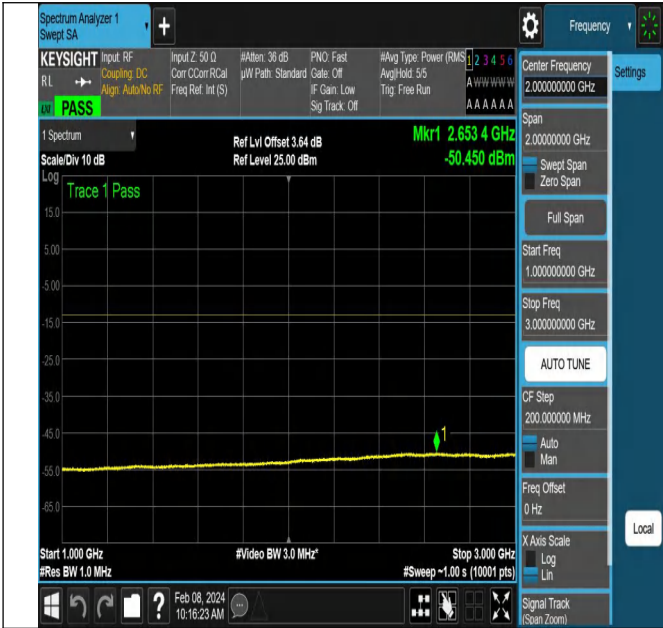 Spectrum Analyzer 1
Swept SA
Frequency
KEYSIGHT
RL
PASS
Input: RF
Coupling: DC
Align: Auto/No RF
Input Z: 50 Ω
Corr CCorr RCal
Freq Ref: Int (S)
#Atten: 36 dB
µW Path: Standard
PNO: Fast
Gate: Off
IF Gain: Low
Sig Track: Off
#Avg Type: Power (RMS
Avg|Hold: 5/5
Trig: Free Run
1 2 3 4 5 6
A W W W W W
A A A A A A
1 Spectrum
Scale/Div 10 dB
Log
Ref Lvl Offset 3.64 dB
Ref Level 25.00 dBm
Mkr1 2.653 4 GHz
-50.450 dBm
Trace 1 Pass
15.0
5.00
-5.00
-15.0
-25.0
-35.0
-45.0
-55.0
-65.0
1
Start 1.000 GHz
#Res BW 1.0 MHz
#Video BW 3.0 MHz*
Stop 3.000 GHz
#Sweep ~1.00 s (10001 pts)
?
Feb 08, 2024
10:16:23 AM
Center Frequency
2.000000000 GHz
Span
2.00000000 GHz
Swept Span
Zero Span
Full Span
Start Freq
1.000000000 GHz
Stop Freq
3.000000000 GHz
AUTO TUNE
CF Step
200.000000 MHz
Auto
Man
Freq Offset
0 Hz
X Axis Scale
Log
Lin
Signal Track
(Span Zoom)
Settings
Local